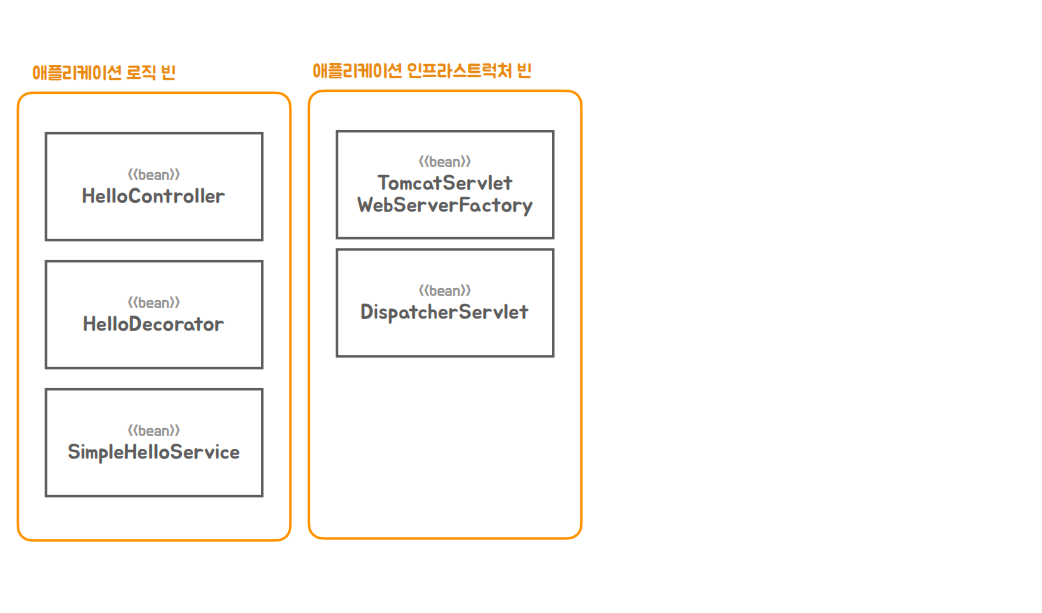 애플리케이션 로직 빈
<<bean>>
HelloController
<<bean>>
HelloDecorator
<<bean>>
SimpleHelloService
애플리케이션 인프라스트럭처 빈
<<bean>>
TomcatServlet
WebServerFactory
<<bean>>
DispatcherServlet